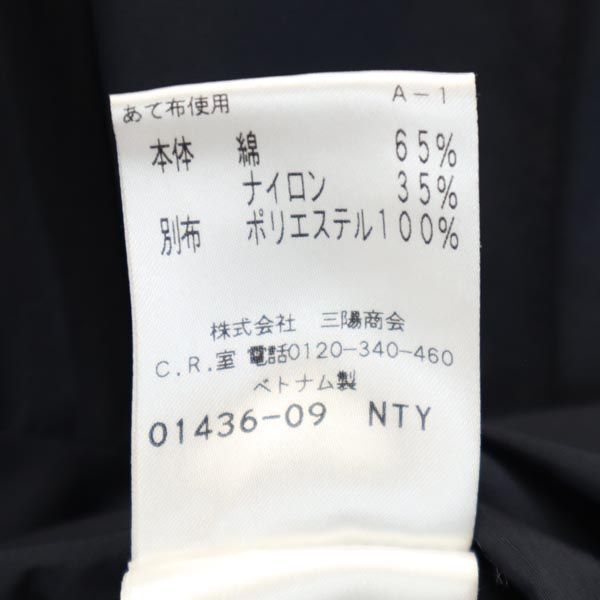 あて布使用 A-1
本体 綿 65%
ナイロン 35%
別布 ポリエステル100%
株式会社 三陽商会
C.R.室 電話0120-340-460
ベトナム製
01436-09 NTY